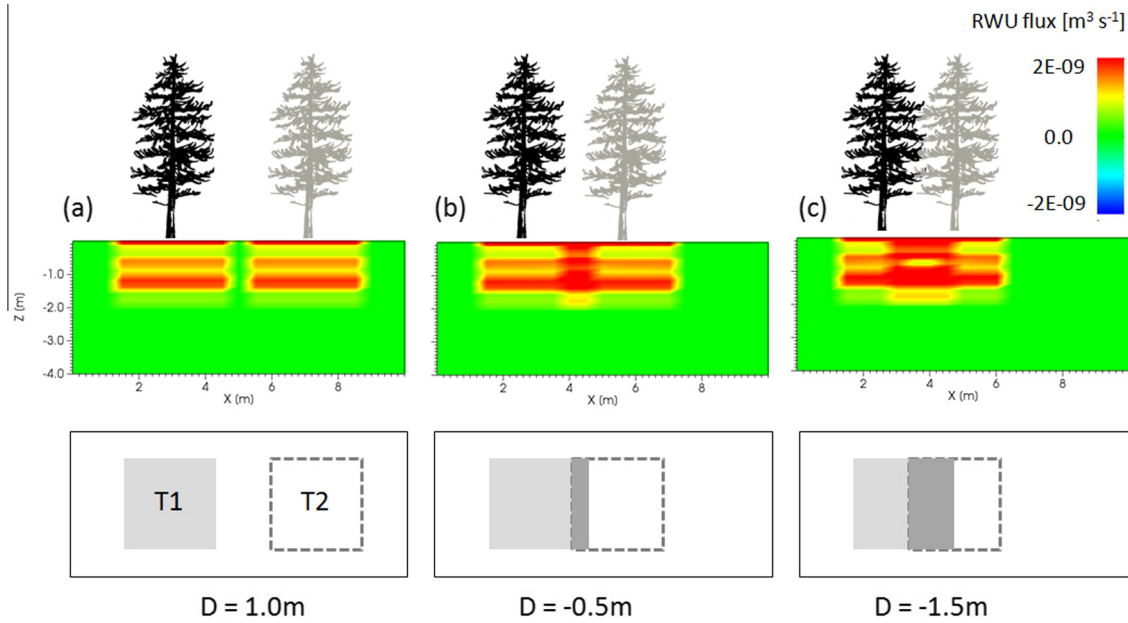 RWU flux [m³ s⁻¹]
2E-09
0.0
-2E-09
(a)
(b)
(c)
Z (m)
-1.0
-2.0
-3.0
-4.0
2 4 6 8
X (m)
2 4 6 8
X (m)
2 4 6 8
X (m)
T1 T2
D = 1.0m
D = -0.5m
D = -1.5m